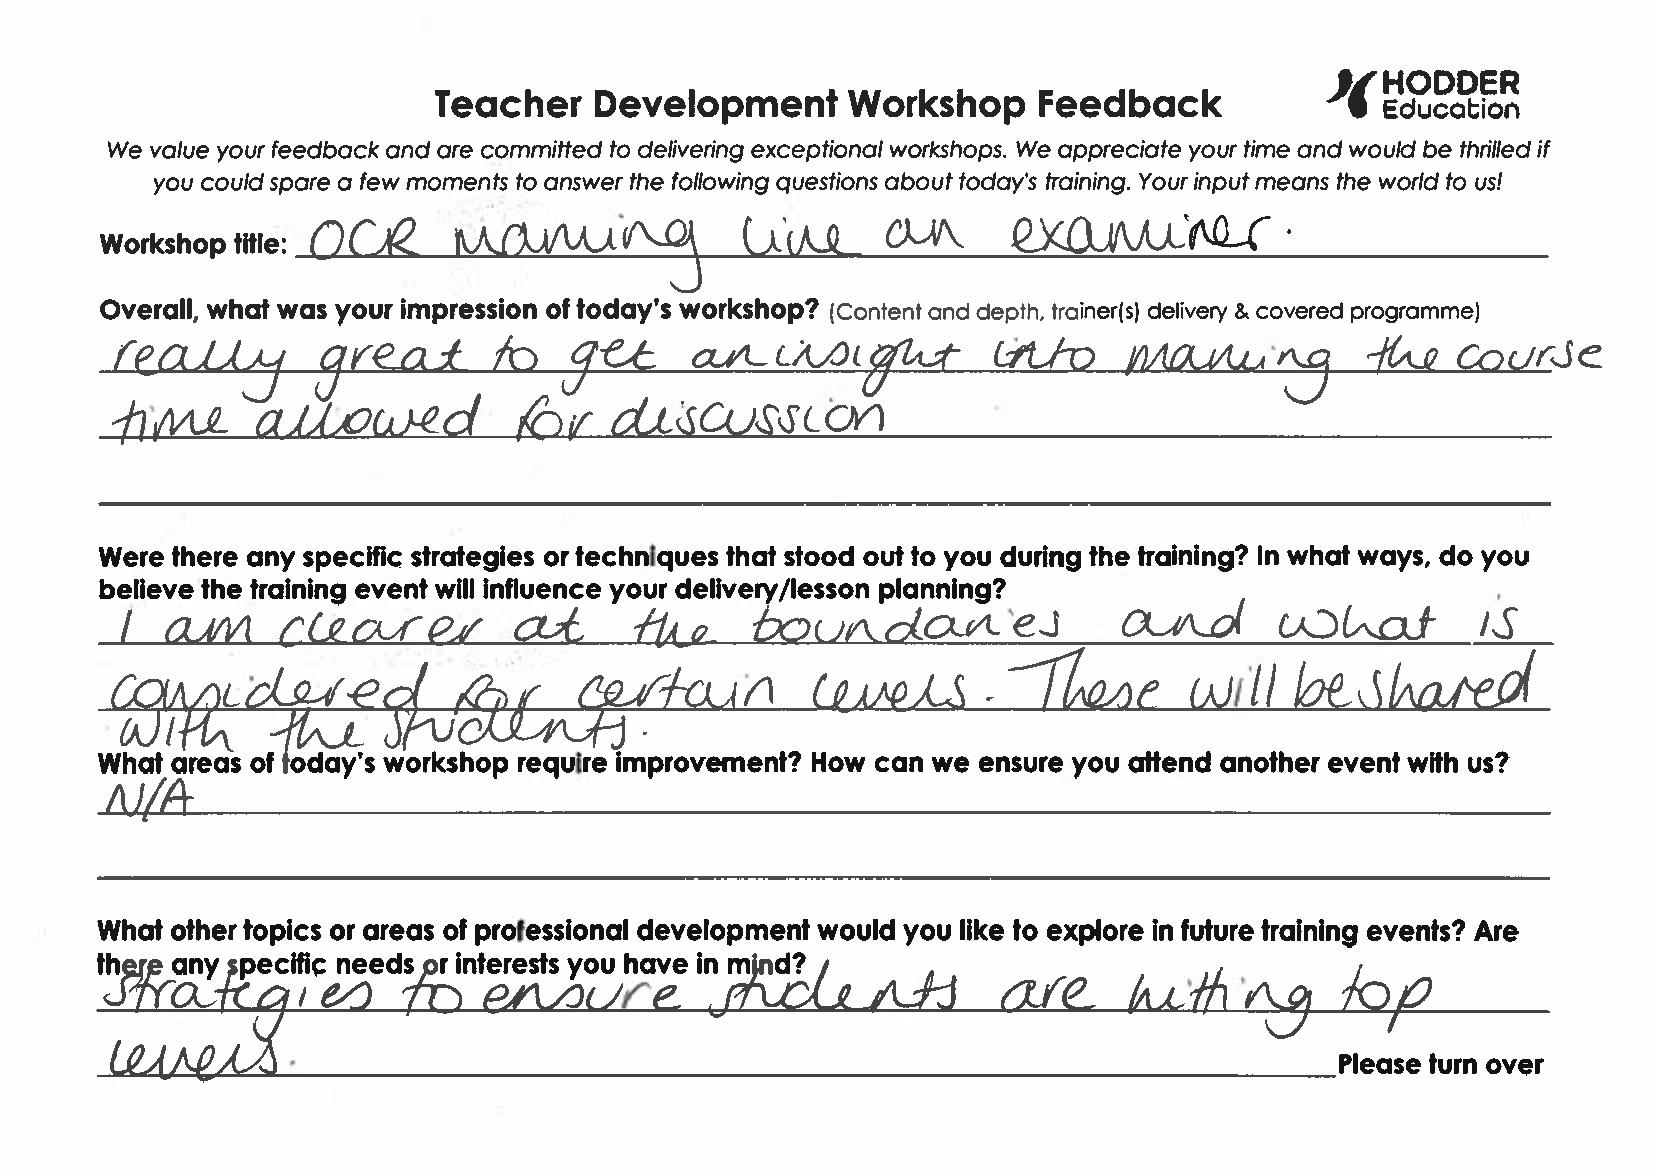 HODDER
Education
Teacher Development Workshop Feedback
We value your feedback and are committed to delivering exceptional workshops. We appreciate your time and would be thrilled if
you could spare a few moments to answer the following questions about today's training. Your input means the world to us!
Workshop title: OCR Marking like an examiner.
Overall, what was your impression of today's workshop? (Content and depth, trainer(s) delivery & covered programme)
really great to get an insight into marking the course
time allowed for discussion
Were there any specific strategies or techniques that stood out to you during the training? In what ways, do you
believe the training event will influence your delivery/lesson planning?
I am clearer at the boundaries and what is
considered for certain levels. These will be shared
with the students.
What areas of today's workshop require improvement? How can we ensure you attend another event with us?
N/A
What other topics or areas of professional development would you like to explore in future training events? Are
there any specific needs or interests you have in mind?
Strategies to ensure students are hitting top
levels.
Please turn over